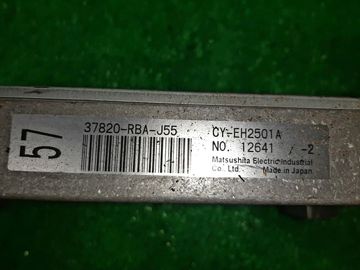 57
37820-RBA-J55
CY-EH2501A
NO. 12641 / -2
Matsushita Electric Industrial
Co., Ltd. Made in Japan